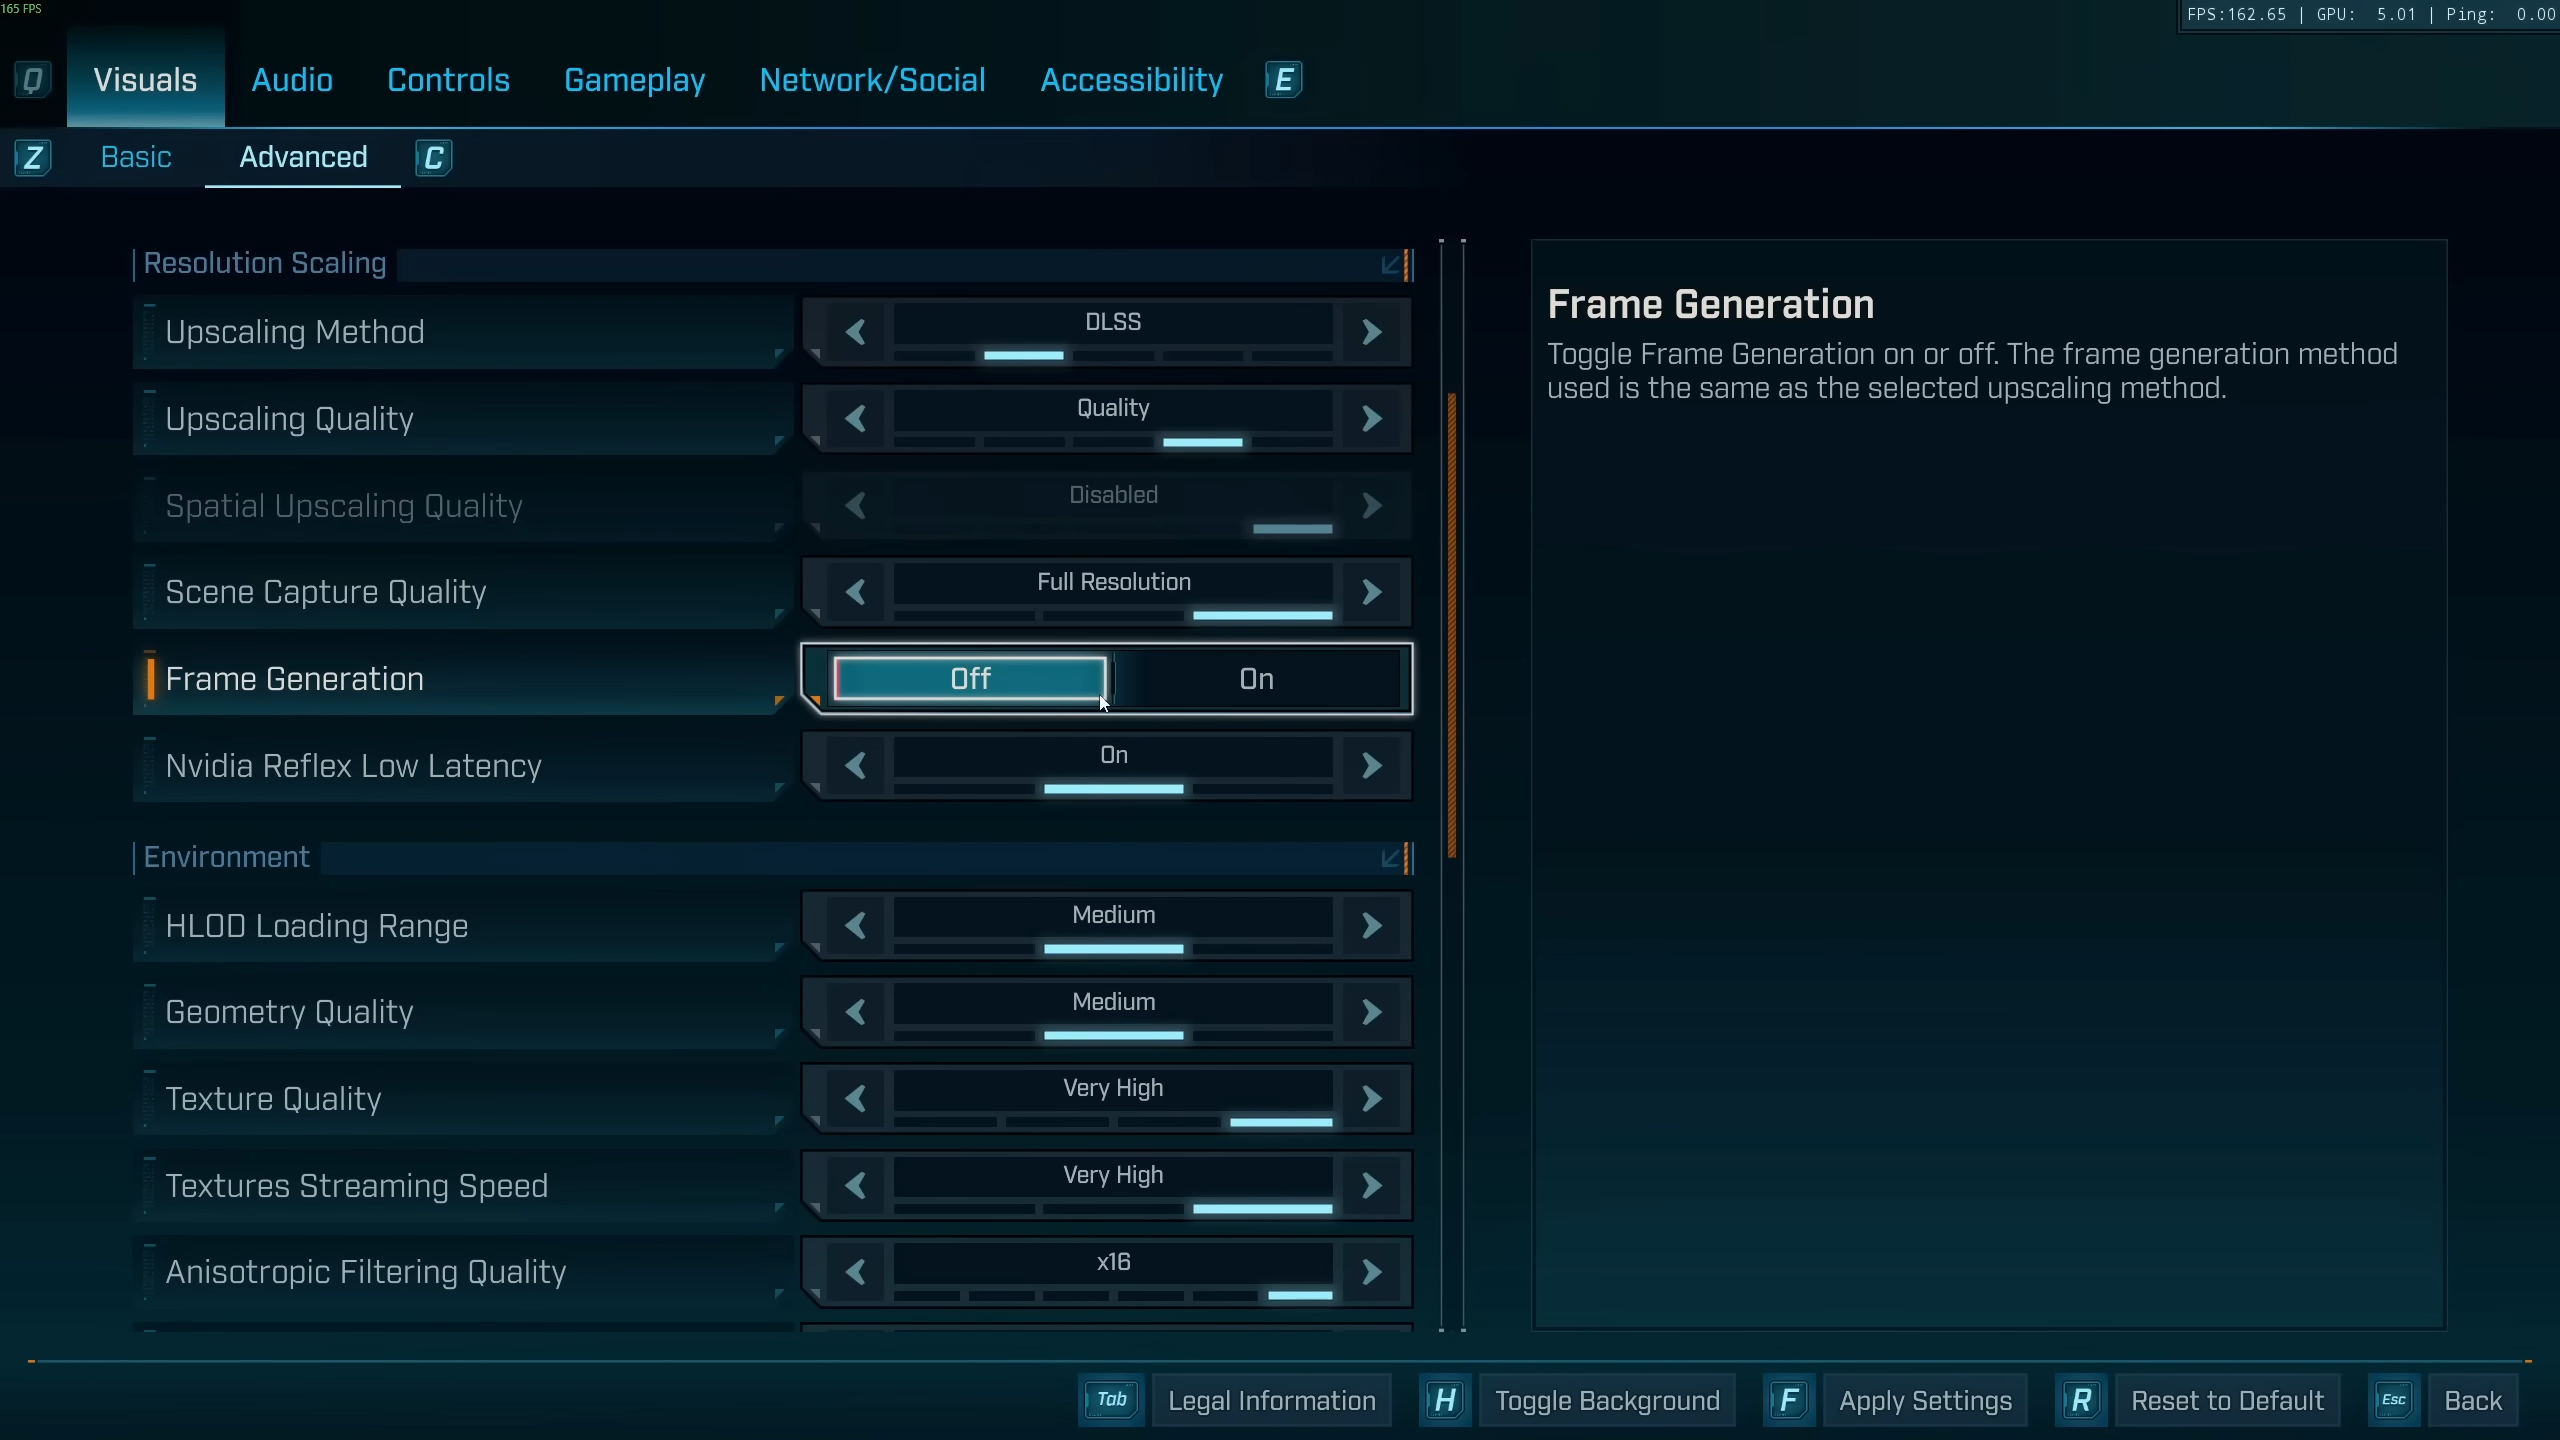 165 FPS
FPS:162.65 | GPU: 5.01 | Ping: 0.00
Q Visuals Audio Controls Gameplay Network/Social Accessibility E
Z Basic Advanced C
Resolution Scaling
Upscaling Method DLSS
Upscaling Quality Quality
Spatial Upscaling Quality Disabled
Scene Capture Quality Full Resolution
Frame Generation Off On
Nvidia Reflex Low Latency On
Environment
HLOD Loading Range Medium
Geometry Quality Medium
Texture Quality Very High
Textures Streaming Speed Very High
Anisotropic Filtering Quality x16
Frame Generation
Toggle Frame Generation on or off. The frame generation method
used is the same as the selected upscaling method.
Tab Legal Information H Toggle Background F Apply Settings R Reset to Default Esc Back